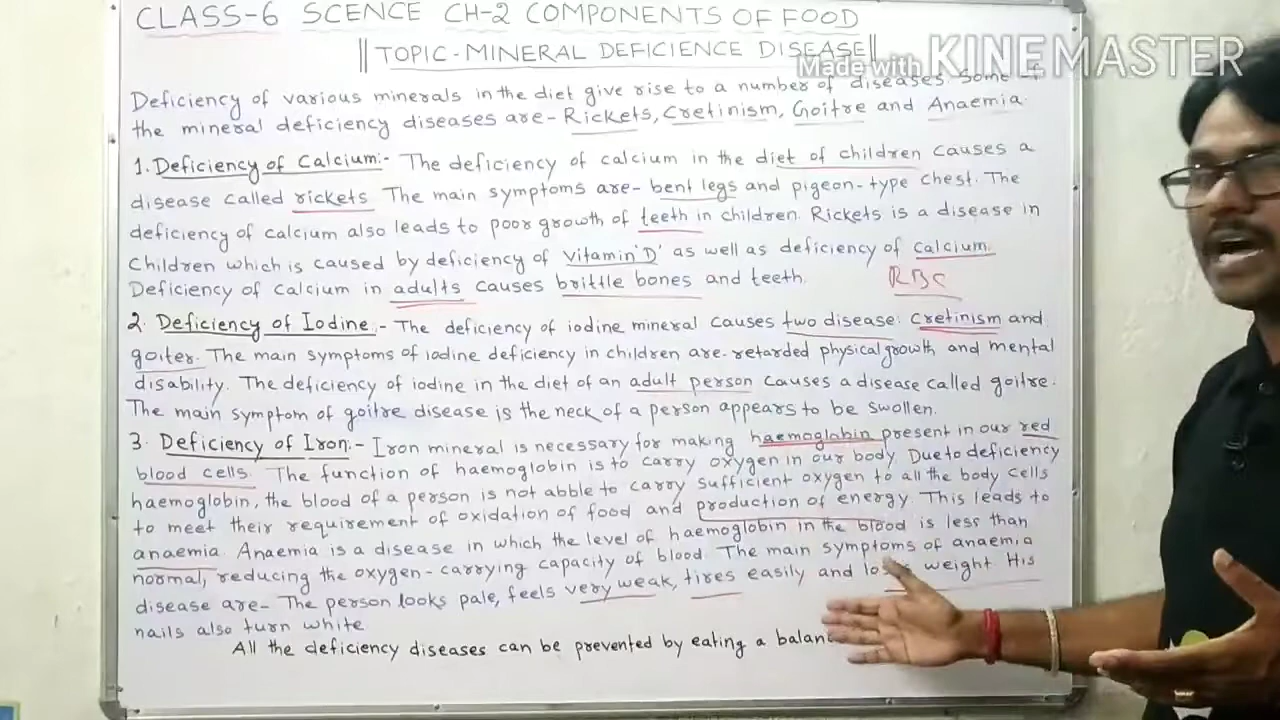 CLASS-6 SCENCE CH-2 COMPONENTS OF FOOD
|| TOPIC-MINERAL DEFICIENCE DISEASE ||
Made with KINEMASTER
Deficiency of various minerals in the diet give rise to a number of diseases. Some of
the mineral deficiency diseases are- Rickets, Cretinism, Goitre and Anaemia.
1. Deficiency of Calcium:- The deficiency of calcium in the diet of children causes a
disease called rickets. The main symptoms are- bent legs and pigeon-type chest. The
deficiency of calcium also leads to poor growth of teeth in children. Rickets is a disease in
Children which is caused by deficiency of Vitamin 'D' as well as deficiency of calcium.
Deficiency of Calcium in adults causes brittle bones and teeth.
RBC
2. Deficiency of Iodine:- The deficiency of iodine mineral causes two disease: cretinism and
goiter. The main symptoms of iodine deficiency in children are-retarded physical growth and mental
disability. The deficiency of iodine in the diet of an adult person causes a disease called goitre.
The main symptom of goitre disease is the neck of a person appears to be swollen.
3. Deficiency of Iron:- Iron mineral is necessary for making haemoglobin present in our red
blood cells. The function of haemoglobin is to carry oxygen in our body. Due to deficiency
haemoglobin, the blood of a person is not abble to carry sufficient oxygen to all the body cells
to meet their requirement of oxidation of food and production of energy. This leads to
anaemia. Anaemia is a disease in which the level of haemoglobin in the blood is less than
normal, reducing the oxygen-carrying capacity of blood. The main symptoms of anaemia
disease are- The person looks pale, feels very weak, tires easily and weight. His
nails also turn white
All the deficiency diseases can be prevented by eating a